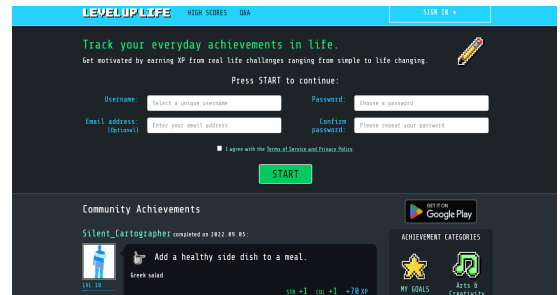 LEVEL UP LIFE HIGH SCORES Q&A SIGN IN ▾
Track your everyday achievements in life.
Get motivated by earning XP from real life challenges ranging from simple to life changing.
Press START to continue:
Username: Select a unique username Password: Choose a password
Email address: (Optional) Enter your email address Confirm password: Please repeat your password
I agree with the Terms of Service and Privacy Policy.
START
Community Achievements
GET IT ON
Google Play
Silent_Cartographer completed on 2022.09.05:
LVL 18
Add a healthy side dish to a meal.
Greek salad
STR +1 CUL +1 +70 XP
ACHIEVEMENT CATEGORIES
MY GOALS
Arts &
Creativity